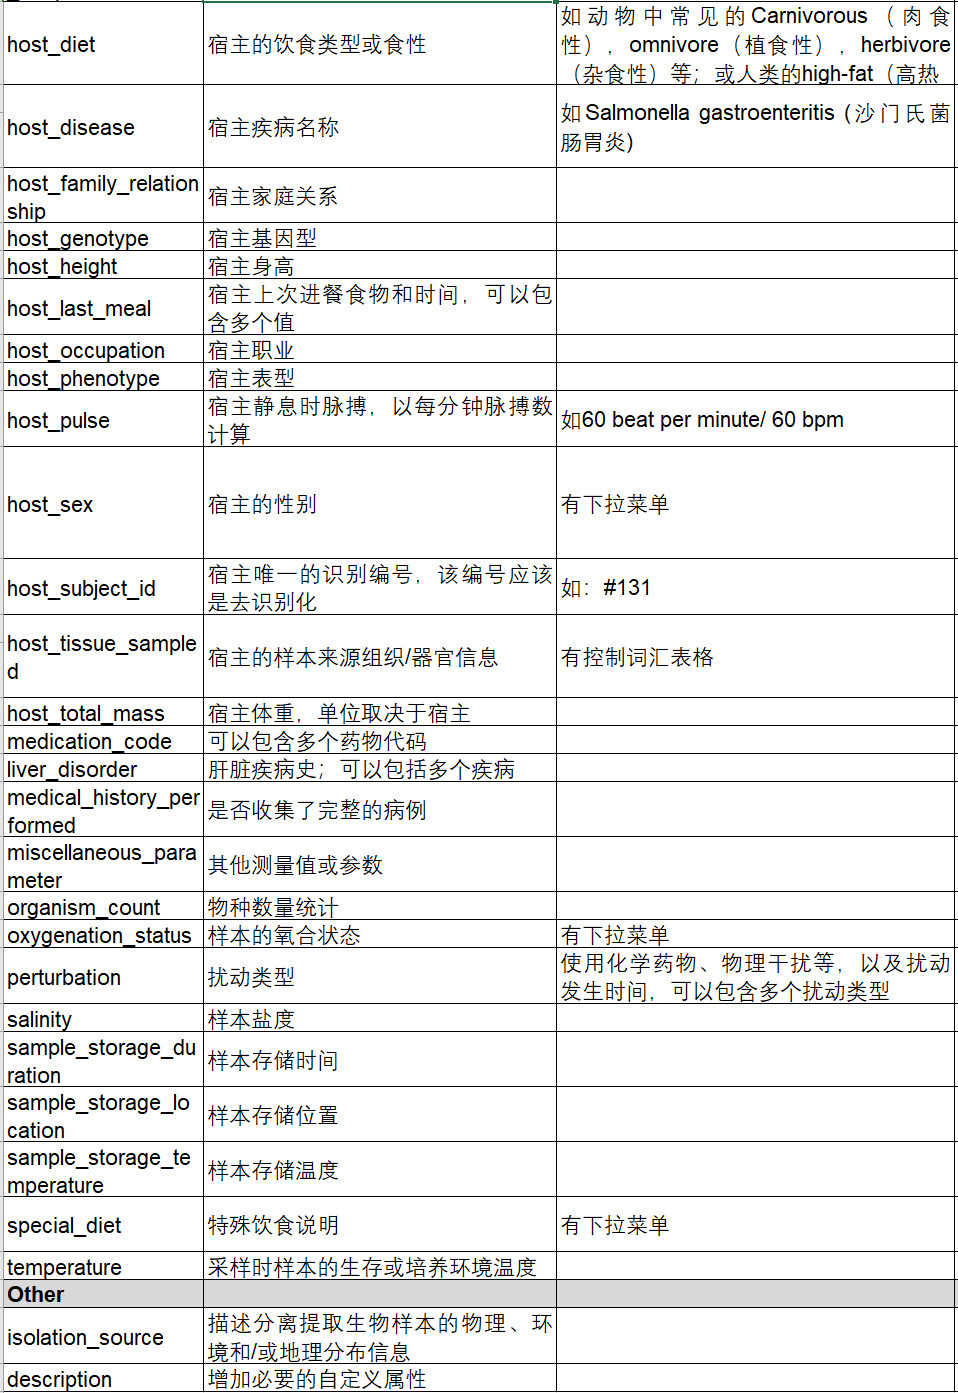 如动物中常见的Carnivorous（肉食
host_diet
宿主的饮食类型或食性
性），omnivore（植食性），herbivore
（杂食性）等；或人类的high-fat（高热
host_disease
宿主疾病名称
如Salmonella gastroenteritis (沙门氏菌
肠胃炎)
host_family_relation
ship
宿主家庭关系
host_genotype
宿主基因型
host_height
宿主身高
host_last_meal
宿主上次进餐食物和时间，可以包
含多个值
host_occupation
宿主职业
host_phenotype
宿主表型
host_pulse
宿主静息时脉搏，以每分钟脉搏数
计算
如60 beat per minute/ 60 bpm
host_sex
宿主的性别
有下拉菜单
host_subject_id
宿主唯一的识别编号，该编号应该
是去识别化
如：#131
host_tissue_sample
d
宿主的样本来源组织/器官信息
有控制词汇表格
host_total_mass
宿主体重，单位取决于宿主
medication_code
可以包含多个药物代码
liver_disorder
肝脏疾病史；可以包括多个疾病
medical_history_per
formed
是否收集了完整的病例
miscellaneous_para
meter
其他测量值或参数
organism_count
物种数量统计
oxygenation_status
样本的氧合状态
有下拉菜单
perturbation
扰动类型
使用化学药物、物理干扰等，以及扰动
发生时间，可以包含多个扰动类型
salinity
样本盐度
sample_storage_du
ration
样本存储时间
sample_storage_lo
cation
样本存储位置
sample_storage_te
mperature
样本存储温度
special_diet
特殊饮食说明
有下拉菜单
temperature
采样时样本的生存或培养环境温度
Other
isolation_source
描述分离提取生物样本的物理、环
境和/或地理分布信息
description
增加必要的自定义属性